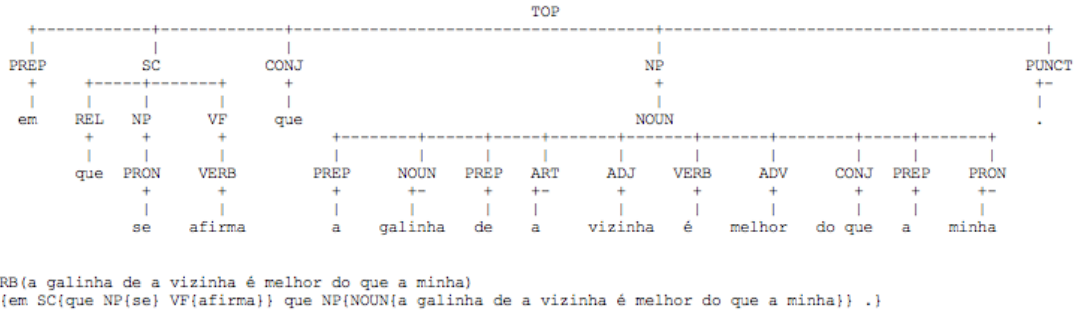 TOP
PREP SC CONJ NP PUNCT
em REL NP VF que NOUN .
que PRON VERB PREP NOUN PREP ART ADJ VERB ADV CONJ PREP PRON
se afirma a galinha de a vizinha é melhor do que a minha
RB(a galinha de a vizinha é melhor do que a minha)
{em SC{que NP{se} VF{afirma}} que NP{NOUN{a galinha de a vizinha é melhor do que a minha}} .}